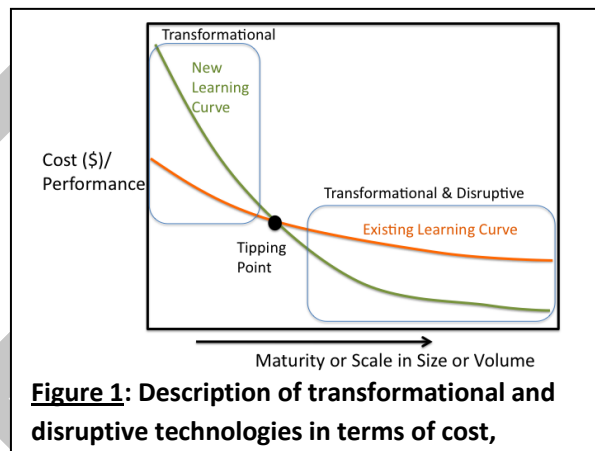 Transformational
New
Learning
Curve
Cost ($)/
Performance
Transformational & Disruptive
Existing Learning Curve
Tipping
Point
Maturity or Scale in Size or Volume
Figure 1: Description of transformational and
disruptive technologies in terms of cost,